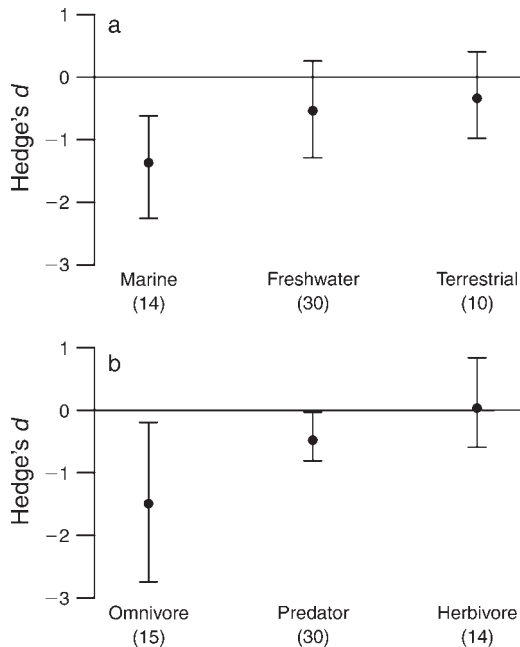 a
Hedge's d
1
0
−1
−2
−3
Marine Freshwater Terrestrial
(14) (30) (10)
b
Hedge's d
1
0
−1
−2
−3
Omnivore Predator Herbivore
(15) (30) (14)